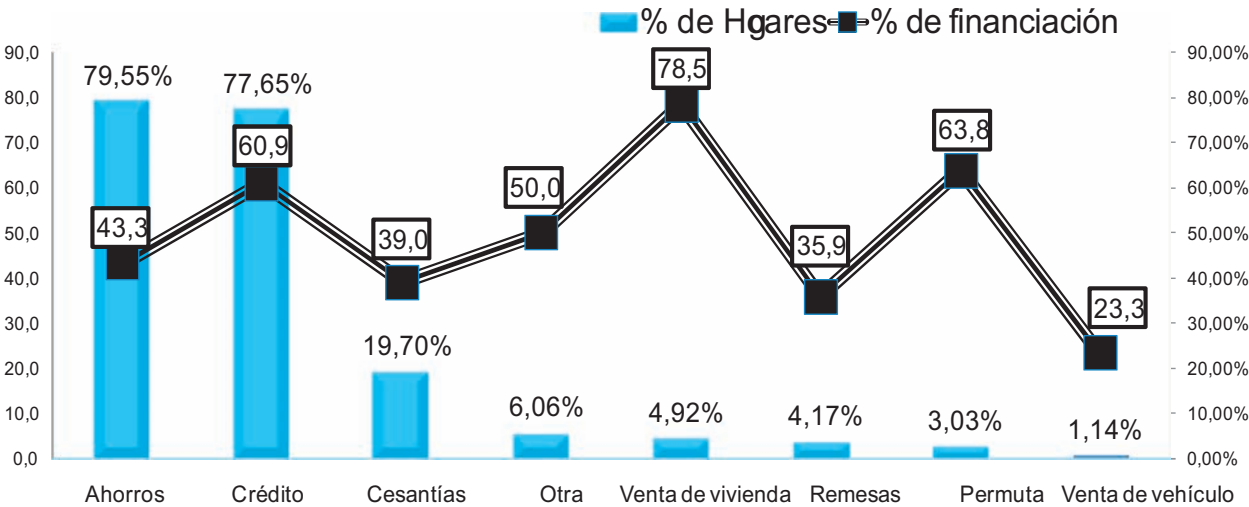 % de Hogares % de financiación
90,0 90,00%
79,55% 77,65% 78,5
80,0 80,00%
70,0 70,00%
60,9 63,8
60,0 60,00%
50,0
50,0 50,00%
43,3 39,0 35,9
40,0 40,00%
30,0 30,00%
23,3
19,70%
20,0 20,00%
10,0 10,00%
6,06% 4,92% 4,17% 3,03% 1,14%
0,0 0,00%
Ahorros Crédito Cesantías Otra Venta de vivienda Remesas Permuta Venta de vehículo